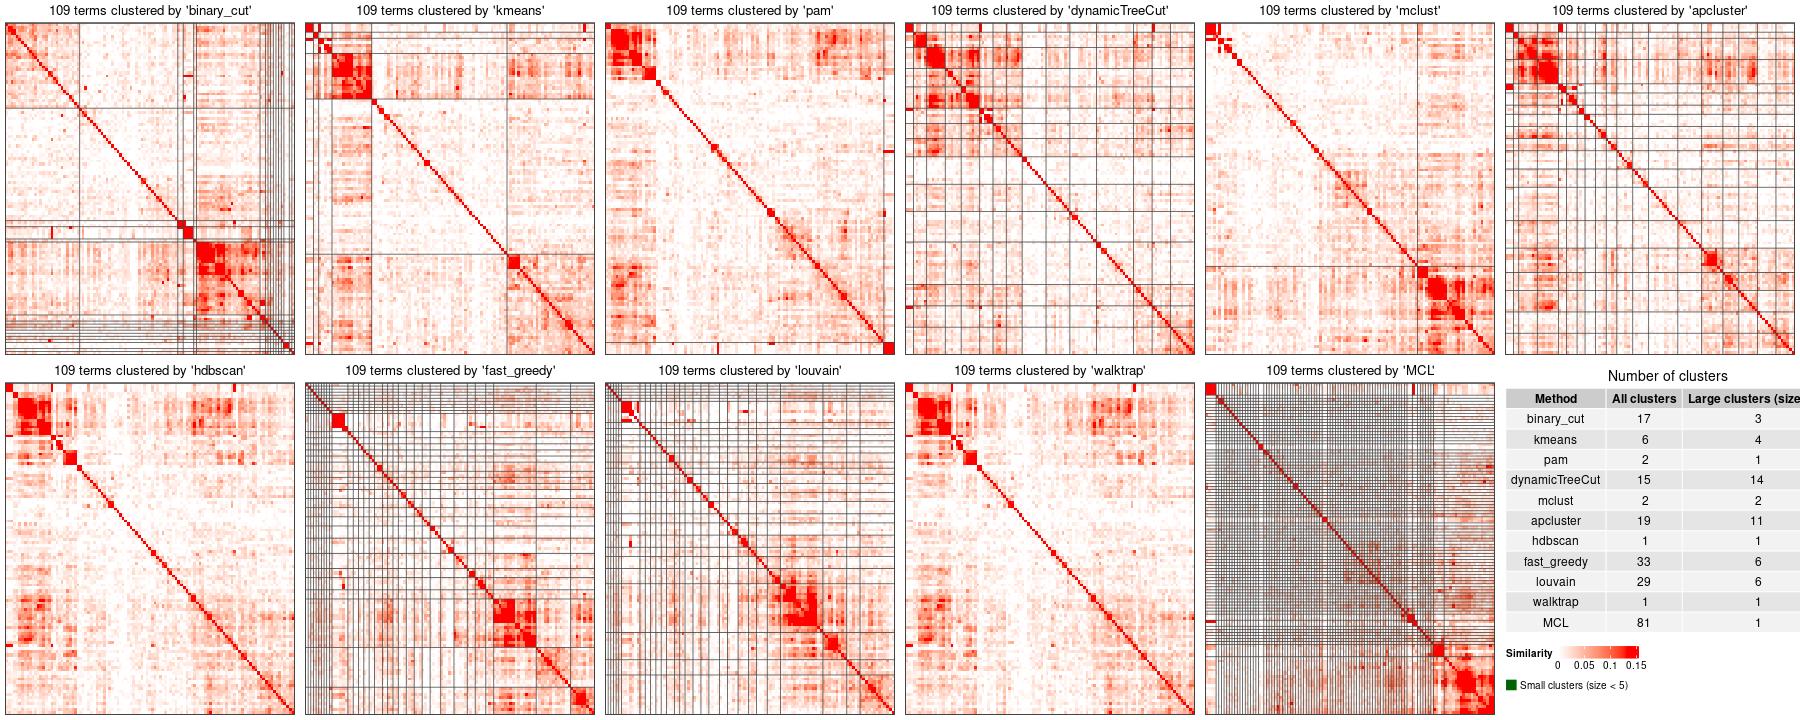 109 terms clustered by 'binary_cut'
109 terms clustered by 'kmeans'
109 terms clustered by 'pam'
109 terms clustered by 'dynamicTreeCut'
109 terms clustered by 'mclust'
109 terms clustered by 'apcluster'
109 terms clustered by 'hdbscan'
109 terms clustered by 'fast_greedy'
109 terms clustered by 'louvain'
109 terms clustered by 'walktrap'
109 terms clustered by 'MCL'
Number of clusters
Method All clusters Large clusters (size
binary_cut 17 3
kmeans 6 4
pam 2 1
dynamicTreeCut 15 14
mclust 2 2
apcluster 19 11
hdbscan 1 1
fast_greedy 33 6
louvain 29 6
walktrap 1 1
MCL 81 1
Similarity
0 0.05 0.1 0.15
Small clusters (size < 5)